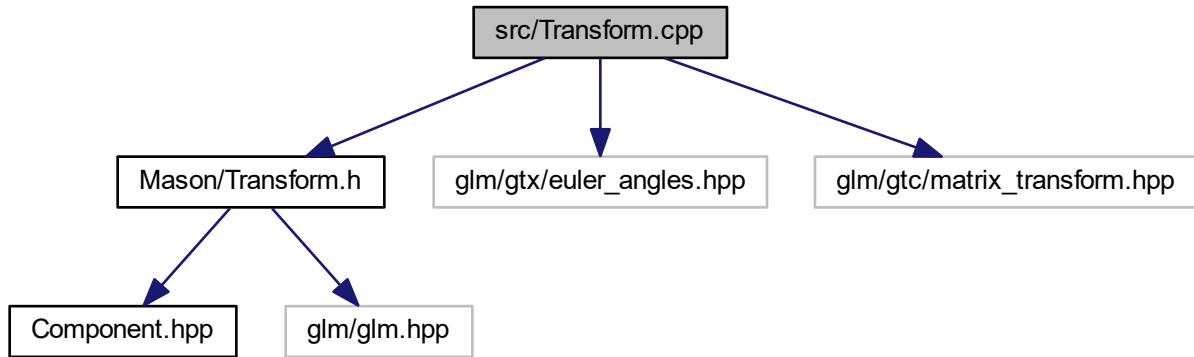 src/Transform.cpp
Mason/Transform.h
glm/gtx/euler_angles.hpp
glm/gtc/matrix_transform.hpp
Component.hpp
glm/glm.hpp